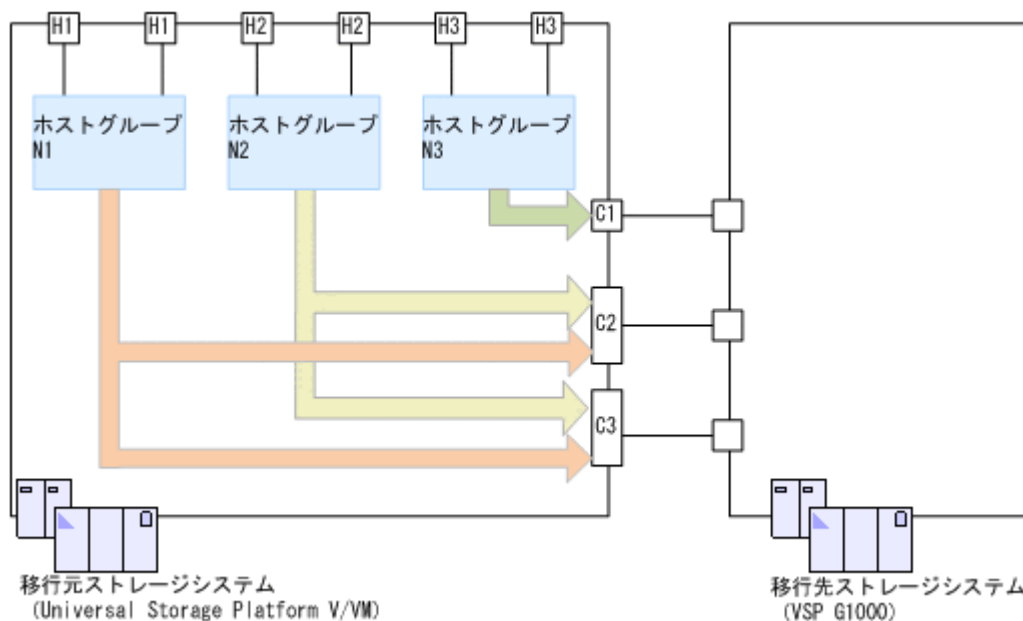 H1
H1
H2
H2
H3
H3
ホストグループ
N1
ホストグループ
N2
ホストグループ
N3
C1
C2
C3
移行元ストレージシステム
(Universal Storage Platform V/VM)
移行先ストレージシステム
(VSP G1000)